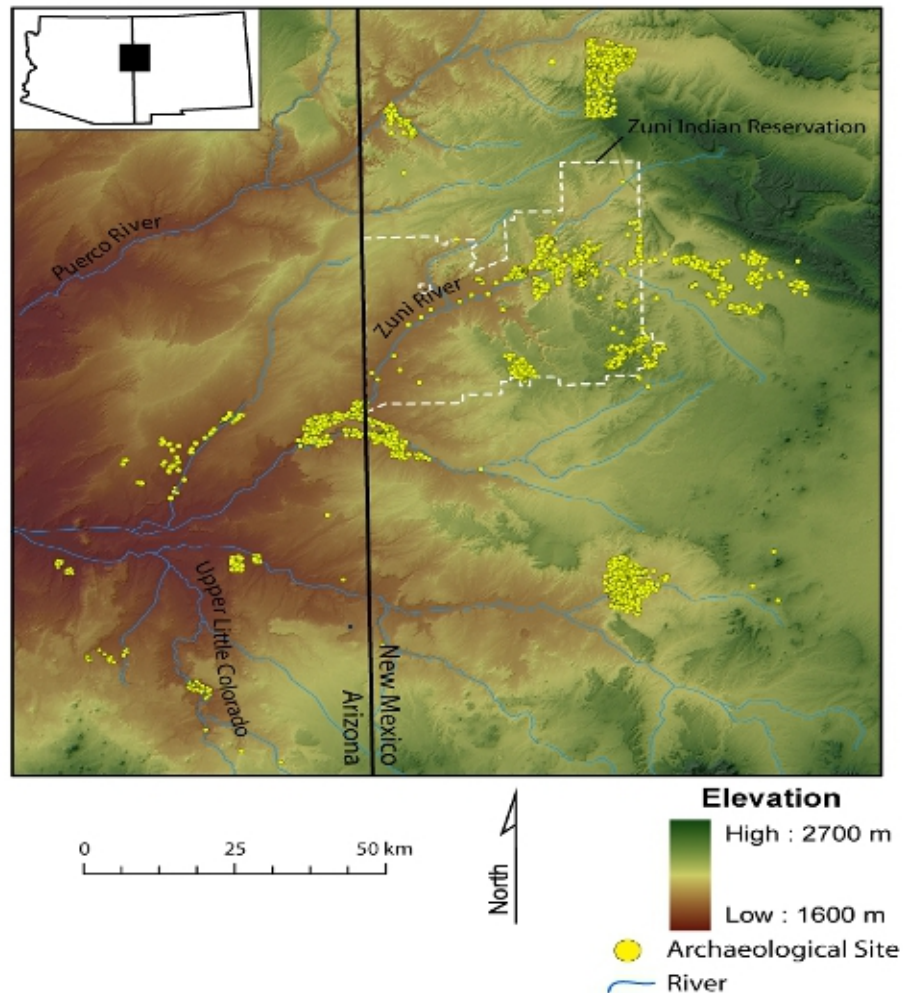 Zuni Indian Reservation
Puerco River
Zuni River
Upper Little Colorado
New Mexico
Arizona
Elevation
High : 2700 m
Low : 1600 m
0 25 50 km
North
Archaeological Site
River